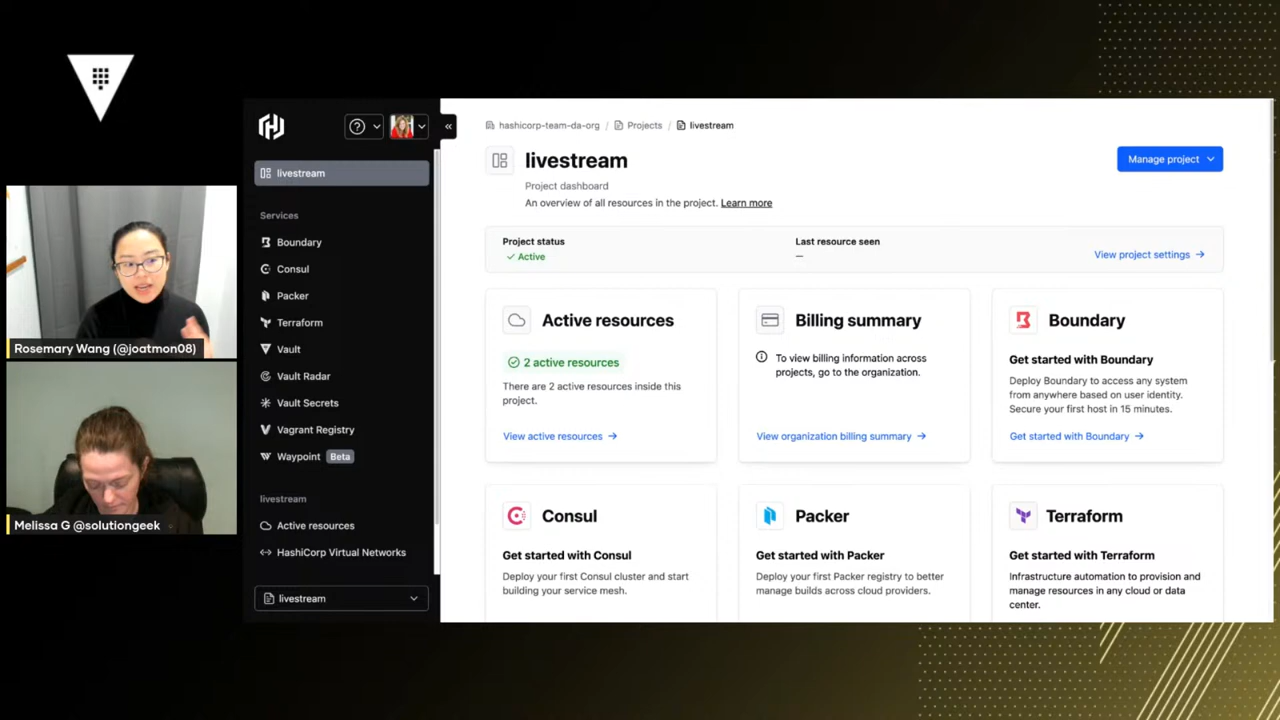 Rosemary Wang (@joatmon08)
Melissa G @solutiongeek
livestream
Services
Boundary
Consul
Packer
Terraform
Vault
Vault Radar
Vault Secrets
Vagrant Registry
Waypoint Beta
livestream
Active resources
HashiCorp Virtual Networks
livestream
hashicorp-team-da-org / Projects / livestream
livestream
Manage project
Project dashboard
An overview of all resources in the project. Learn more
Project status
Active
Last resource seen
—
View project settings
Active resources
2 active resources
There are 2 active resources inside this
project.
View active resources
Billing summary
To view billing information across
projects, go to the organization.
View organization billing summary
Boundary
Get started with Boundary
Deploy Boundary to access any system
from anywhere based on user identity.
Secure your first host in 15 minutes.
Get started with Boundary
Consul
Get started with Consul
Deploy your first Consul cluster and start
building your service mesh.
Packer
Get started with Packer
Deploy your first Packer registry to better
manage builds across cloud providers.
Terraform
Get started with Terraform
Infrastructure automation to provision and
manage resources in any cloud or data
center.